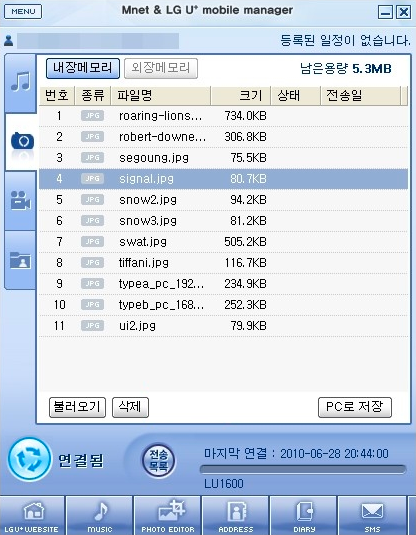 MENU Mnet & LG U+ mobile manager
등록된 일정이 없습니다.
내장메모리 외장메모리 남은용량 5.3MB
번호 종류 파일명 크기 상태 전송일
1 JPG roaring-lions... 734.0KB
2 JPG robert-downe... 306.8KB
3 JPG segoung.jpg 75.5KB
4 JPG signal.jpg 80.7KB
5 JPG snow2.jpg 94.2KB
6 JPG snow3.jpg 81.2KB
7 JPG swat.jpg 505.2KB
8 JPG tiffani.jpg 116.7KB
9 JPG typea_pc_192... 234.9KB
10 JPG typeb_pc_168... 252.3KB
11 JPG ui2.jpg 79.9KB
불러오기 삭제 PC로 저장
연결됨 전송목록 마지막 연결 : 2010-06-28 20:44:00
LU1600
LGU+WEBSITE MUSIC PHOTO EDITOR ADDRESS DIARY SMS